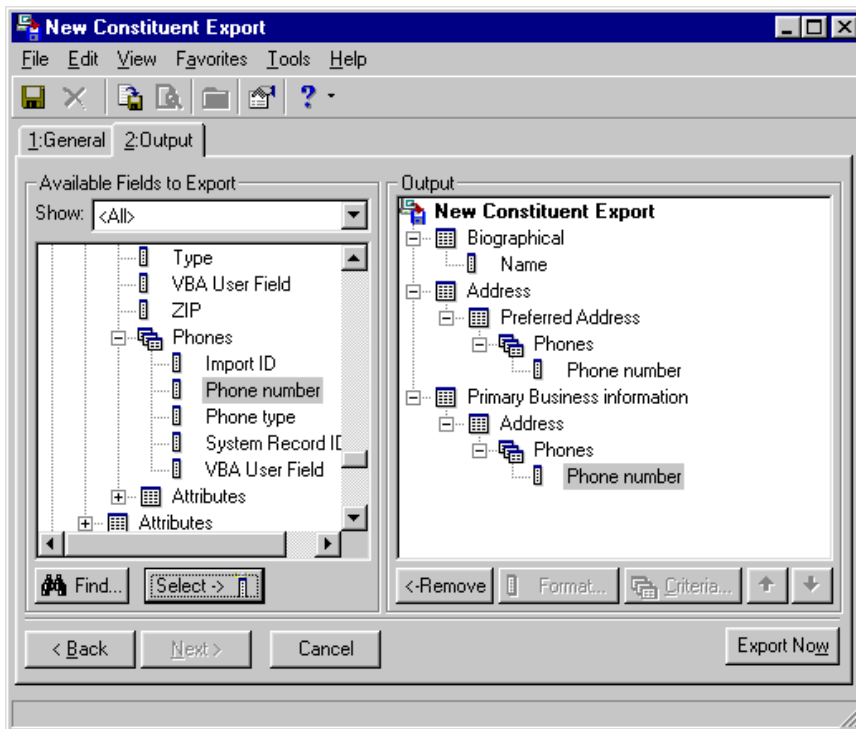 New Constituent Export
File Edit View Favorites Tools Help
1:General 2:Output
Available Fields to Export
Show: <All>
Type
VBA User Field
ZIP
Phones
Import ID
Phone number
Phone type
System Record ID
VBA User Field
Attributes
Attributes
Find... Select ->
Output
New Constituent Export
Biographical
Name
Address
Preferred Address
Phones
Phone number
Primary Business information
Address
Phones
Phone number
<-Remove Format... Criteria...
< Back Next > Cancel Export Now